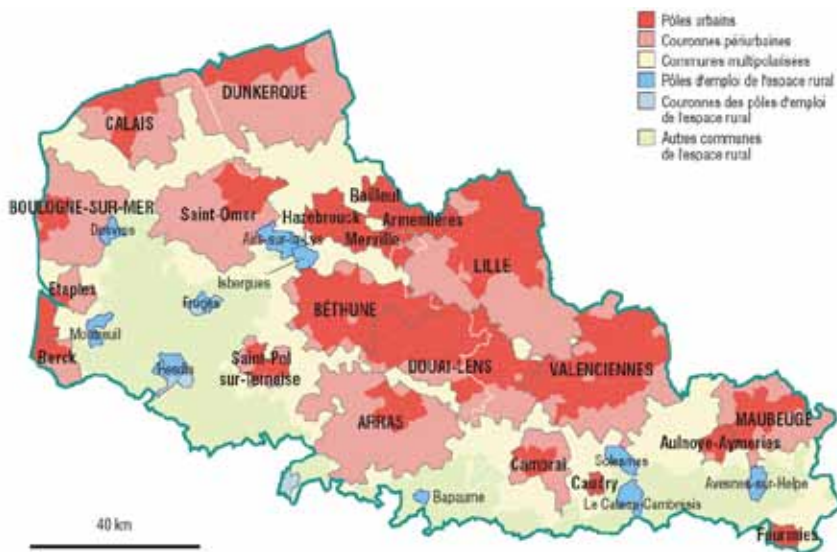 Pôles urbains
Couronnes périurbaines
Communes multipolarisées
Pôles d'emploi de l'espace rural
Couronnes des pôles d'emploi
de l'espace rural
Autres communes
de l'espace rural
DUNKERQUE
CALAIS
BOULOGNE-SUR-MER
Desvres
Saint-Omer
Hazebrouck
Bailleul
Armentières
Aire-sur-la-Lys
Merville
LILLE
Isbergues
Etaples
Fruges
BÉTHUNE
Montreuil
Berck
Hesdin
Saint-Pol
sur-Ternoise
DOUAI-LENS
VALENCIENNES
ARRAS
MAUBEUGE
Aulnoye-Aymeries
Cambrai
Solesmes
Caudry
Avesnes-sur-Helpe
Bapaume
Le Cateau-Cambrésis
Fourmies
40 km